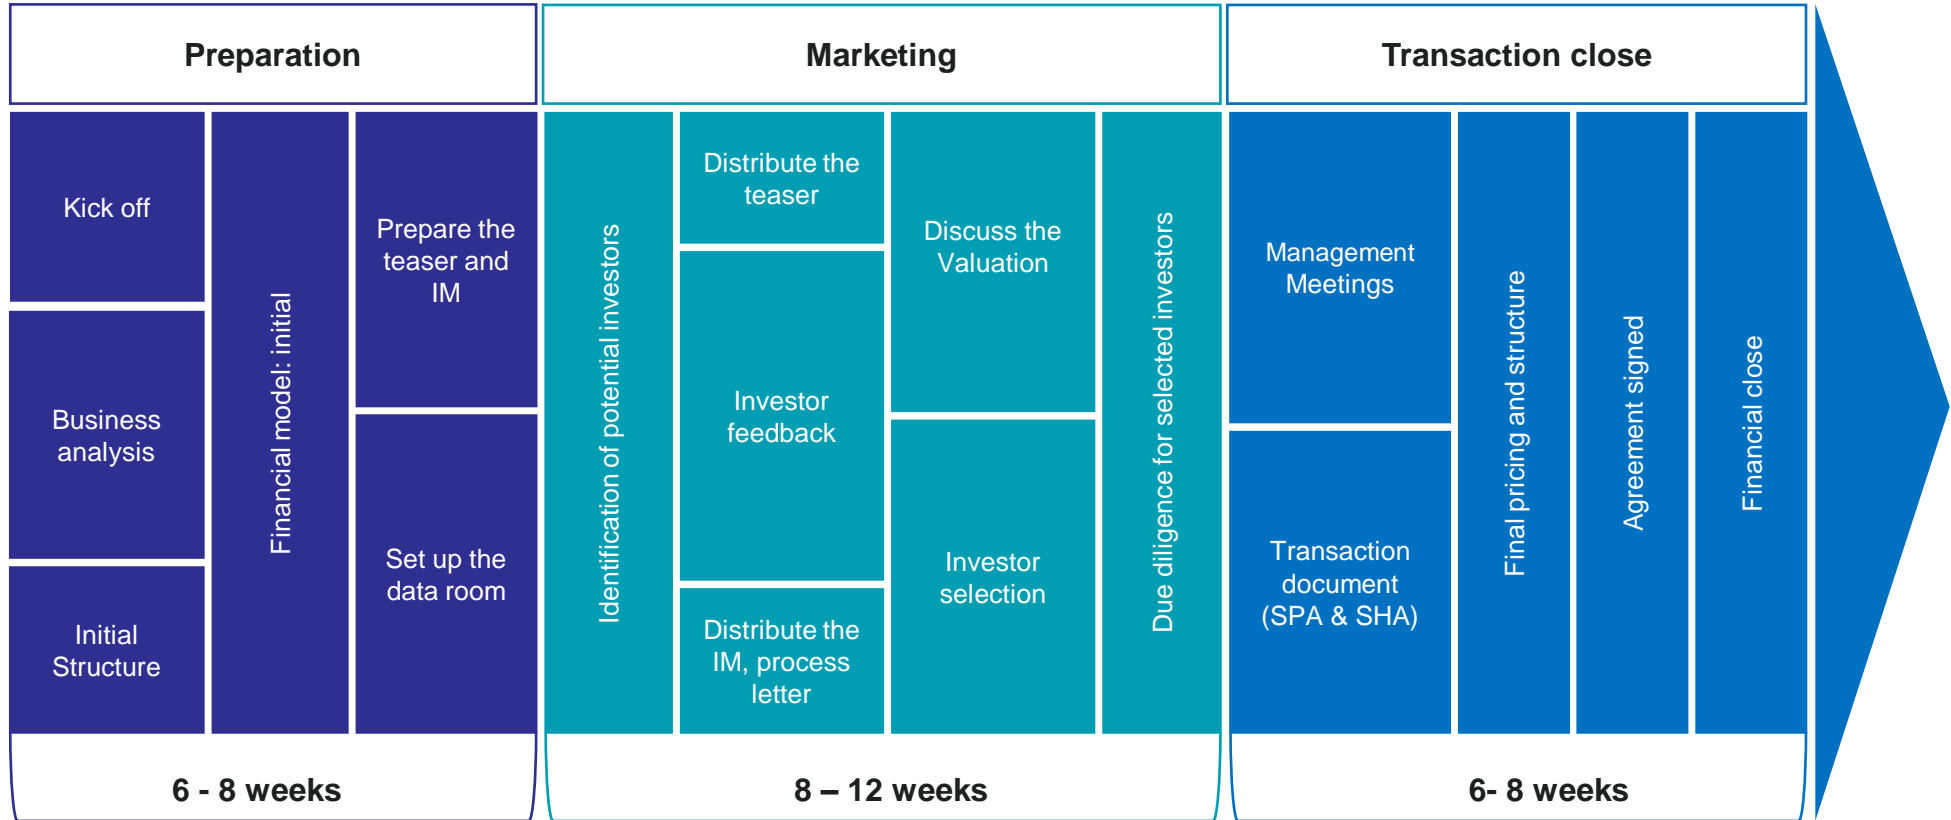 Preparation
Marketing
Transaction close
Kick off
Business
analysis
Initial
Structure
Financial model: initial
Prepare the
teaser and
IM
Set up the
data room
Identification of potential investors
Distribute the
teaser
Investor
feedback
Distribute the
IM, process
letter
Discuss the
Valuation
Investor
selection
Due diligence for selected investors
Management
Meetings
Transaction
document
(SPA & SHA)
Final pricing and structure
Agreement signed
Financial close
6 - 8 weeks
8 – 12 weeks
6- 8 weeks